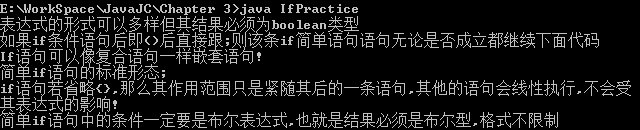 E:\WorkSpace\JavaJC\Chapter 3>java IfPractice
表达式的形式可以多样但其结果必须为boolean类型
如果if条件语句后即<>后直接跟;则该条if简单语句语句无论是否成立都继续下面代码
If语句可以像复合语句一样嵌套语句!
简单if语句的标准形态;
if语句若省略<>,那么其作用范围只是紧随其后的一条语句,其他的语句会线性执行,不会受
其表达式的影响!
简单if语句中的条件一定要是布尔表达式,也就是结果必须是布尔型,格式不限制